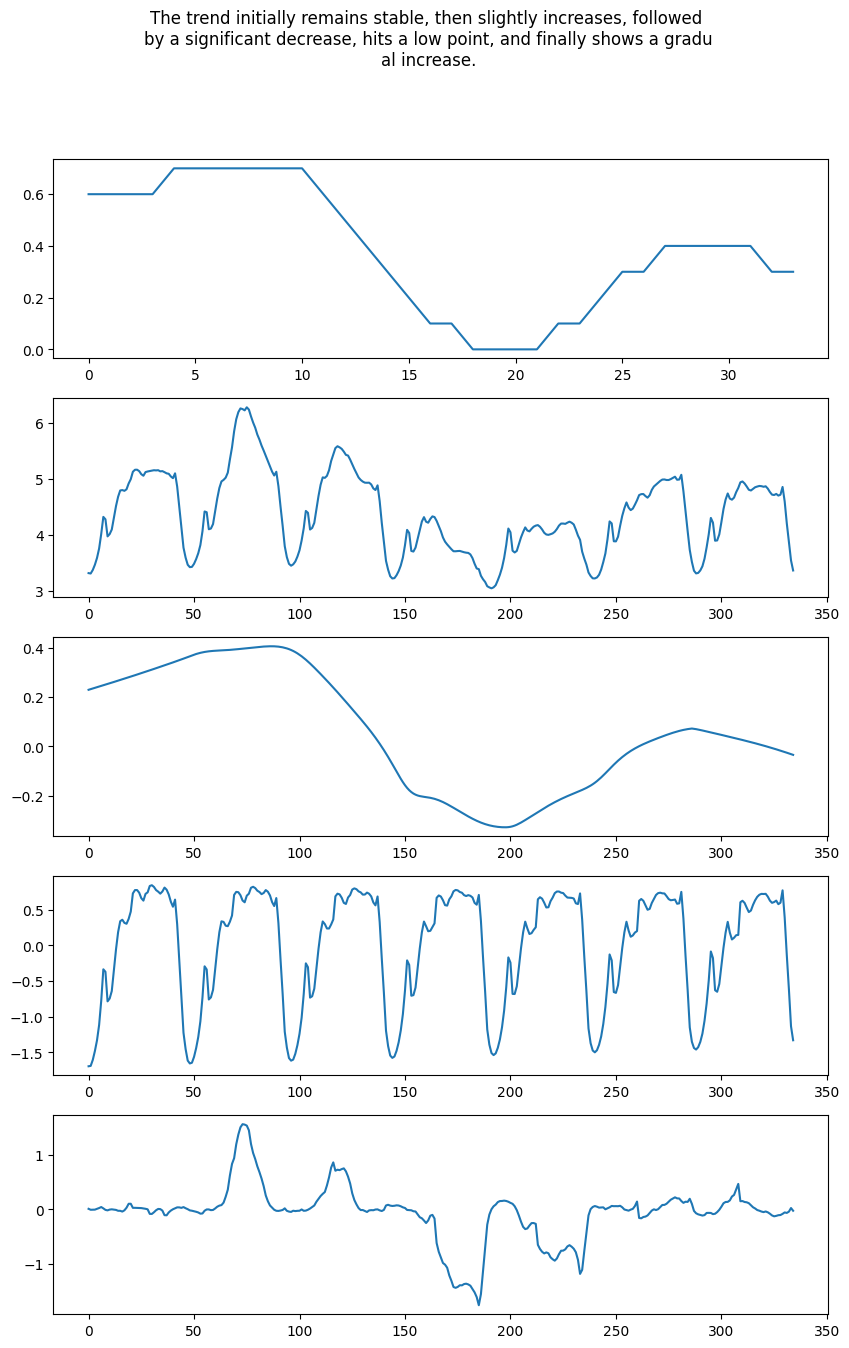 The trend initially remains stable, then slightly increases, followed
by a significant decrease, hits a low point, and finally shows a gradu
al increase.
0.6
0.4
0.2
0.0
0 5 10 15 20 25 30
6
5
4
3
0 50 100 150 200 250 300 350
0.4
0.2
0.0
−0.2
0 50 100 150 200 250 300 350
0.5
0.0
−0.5
−1.0
−1.5
0 50 100 150 200 250 300 350
1
0
−1
0 50 100 150 200 250 300 350